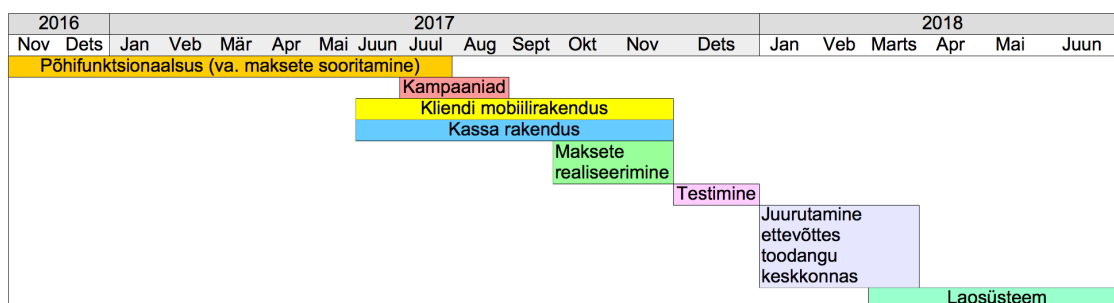 2016 2017 2018
Nov Dets Jan Veb Mär Apr Mai Juun Juul Aug Sept Okt Nov Dets Jan Veb Marts Apr Mai Juun
Põhifunktsionaalsus (va. maksete sooritamine)
Kampaaniad
Kliendi mobiilirakendus
Kassa rakendus
Maksete
realiseerimine
Testimine
Juurutamine
ettevõttes
toodangu
keskkonnas
Laosüsteem